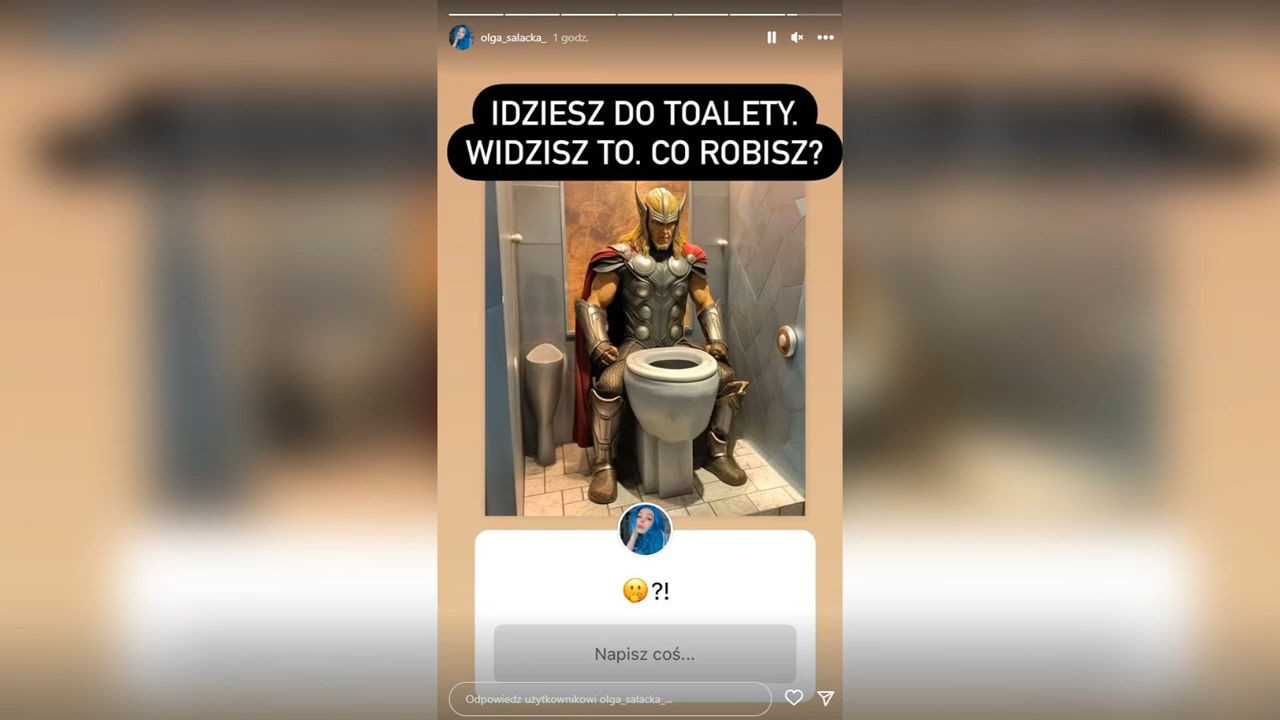 olga_salacka_ 1 godz.
IDZIESZ DO TOALETY.
WIDZISZ TO. CO ROBISZ?
🫢?!
Napisz coś...
Odpowiedz użytkownikowi olga_salacka_...